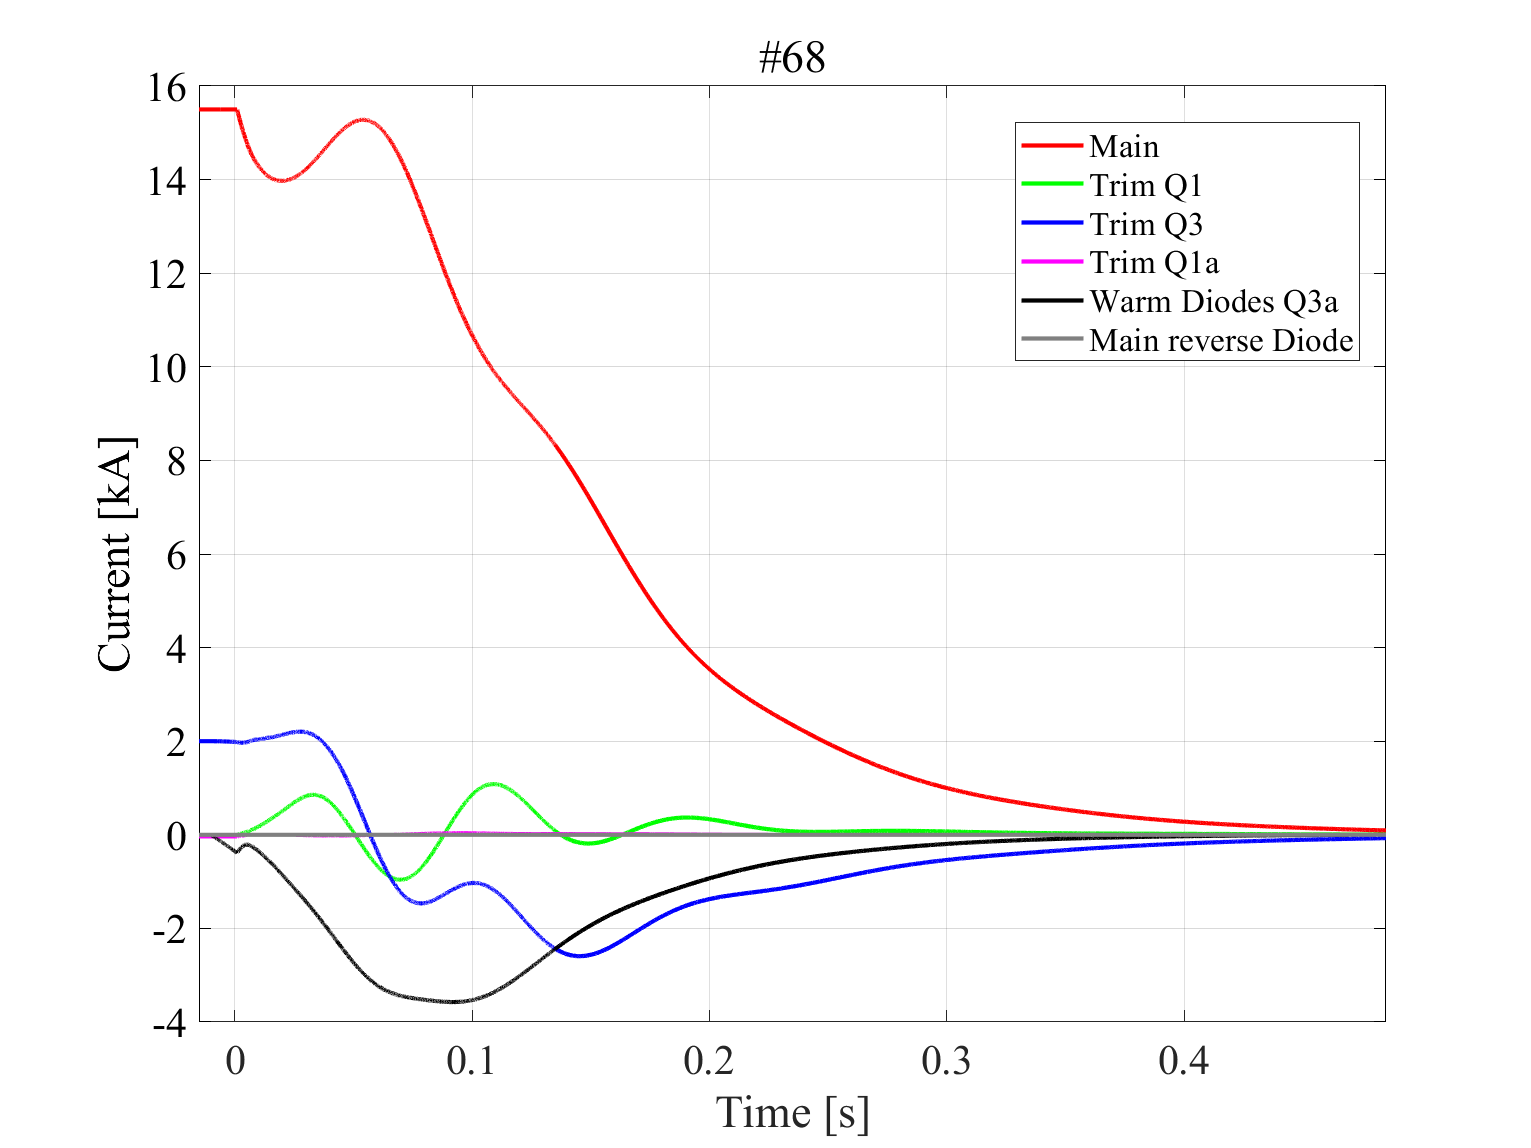 #68
16
14
12
10
8
6
4
2
0
-2
-4
Current [kA]
Main
Trim Q1
Trim Q3
Trim Q1a
Warm Diodes Q3a
Main reverse Diode
0 0.1 0.2 0.3 0.4
Time [s]